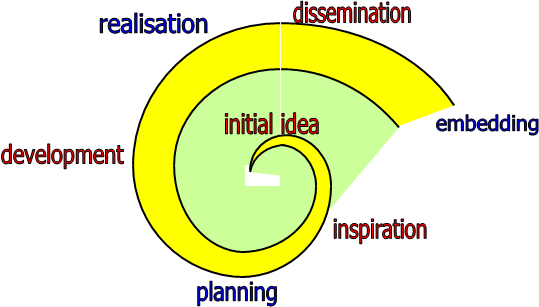 realisation
dissemination
initial idea
embedding
development
inspiration
planning